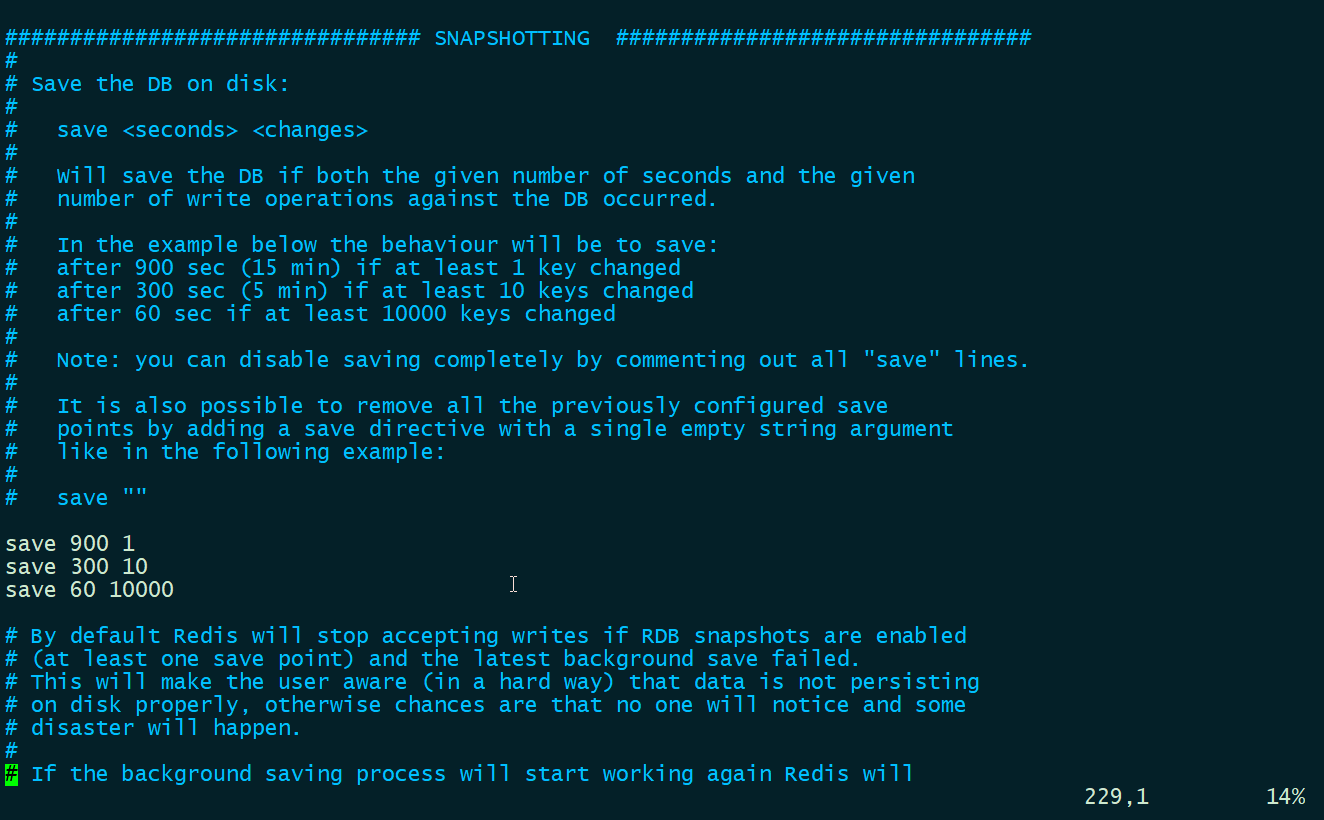 ################################ SNAPSHOTTING  ################################
#
# Save the DB on disk:
#
#   save <seconds> <changes>
#
#   Will save the DB if both the given number of seconds and the given
#   number of write operations against the DB occurred.
#
#   In the example below the behaviour will be to save:
#   after 900 sec (15 min) if at least 1 key changed
#   after 300 sec (5 min) if at least 10 keys changed
#   after 60 sec if at least 10000 keys changed
#
#   Note: you can disable saving completely by commenting out all "save" lines.
#
#   It is also possible to remove all the previously configured save
#   points by adding a save directive with a single empty string argument
#   like in the following example:
#
#   save ""

save 900 1
save 300 10
save 60 10000

# By default Redis will stop accepting writes if RDB snapshots are enabled
# (at least one save point) and the latest background save failed.
# This will make the user aware (in a hard way) that data is not persisting
# on disk properly, otherwise chances are that no one will notice and some
# disaster will happen.
#
# If the background saving process will start working again Redis will
229,1 14%